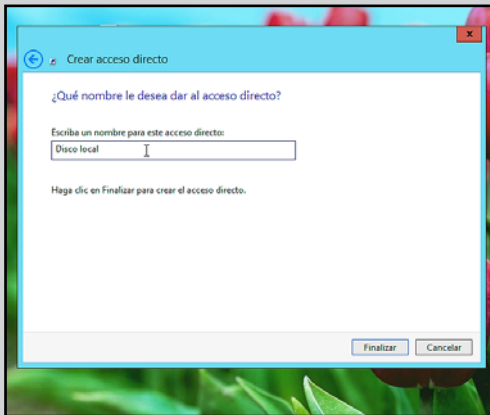 x
Crear acceso directo
¿Qué nombre le desea dar al acceso directo?
Escriba un nombre para este acceso directo:
Disco local
Haga clic en Finalizar para crear el acceso directo.
Finalizar Cancelar